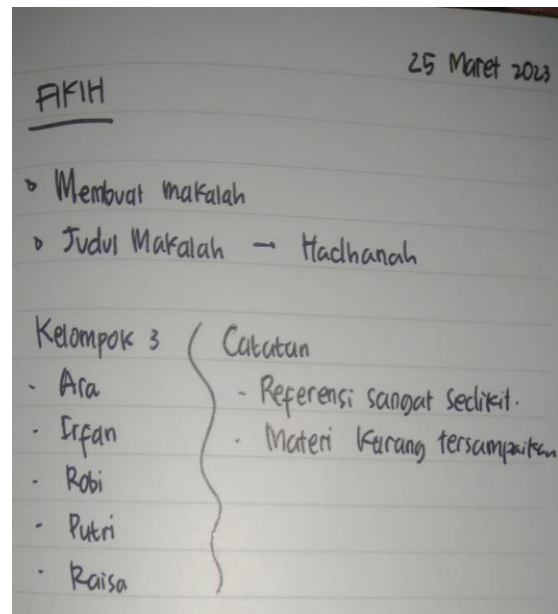 25 Maret 2023
FIKIH
Membuat makalah
Judul Makalah → Hadhanah
Kelompok 3
- Ara
- Irfan
- Robi
- Putri
- Raisa
Catatan
- Referensi sangat sedikit.
- Materi kurang tersampaikan